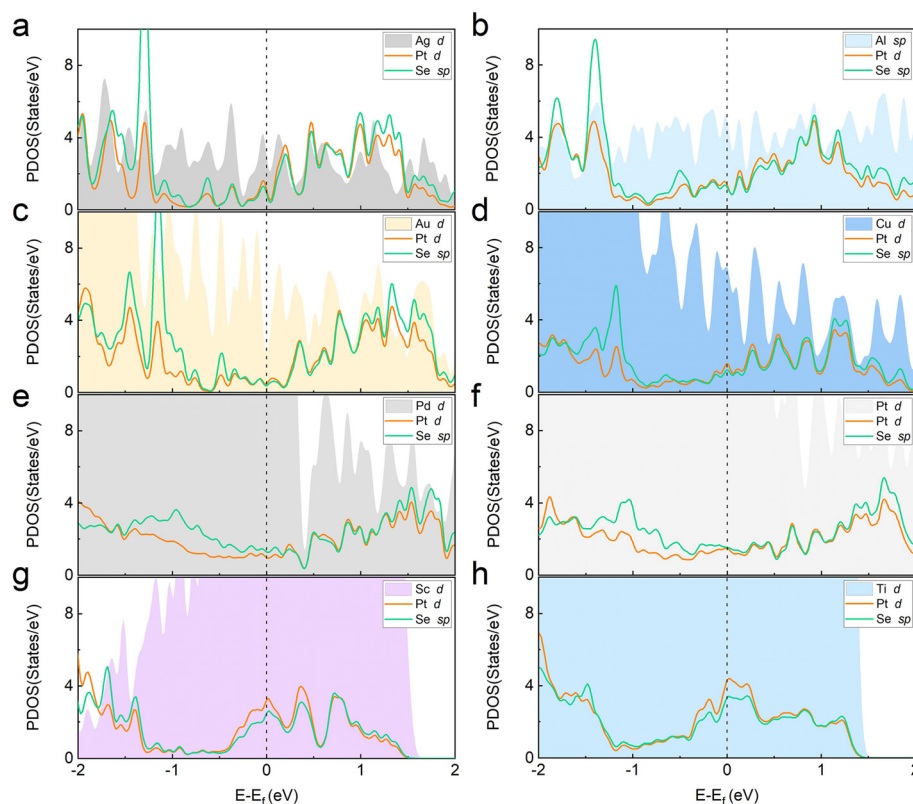 a
Ag d
Pt d
Se sp
PDOS(States/eV)
8
4
0
b
Al sp
Pt d
Se sp
PDOS(States/eV)
8
4
0
c
Au d
Pt d
Se sp
PDOS(States/eV)
8
4
0
d
Cu d
Pt d
Se sp
PDOS(States/eV)
8
4
0
e
Pd d
Pt d
Se sp
PDOS(States/eV)
8
4
0
f
Pt d
Pt d
Se sp
PDOS(States/eV)
8
4
0
g
Sc d
Pt d
Se sp
PDOS(States/eV)
8
4
0
-2 -1 0 1 2
E-Ef (eV)
h
Ti d
Pt d
Se sp
PDOS(States/eV)
8
4
0
-2 -1 0 1 2
E-Ef (eV)